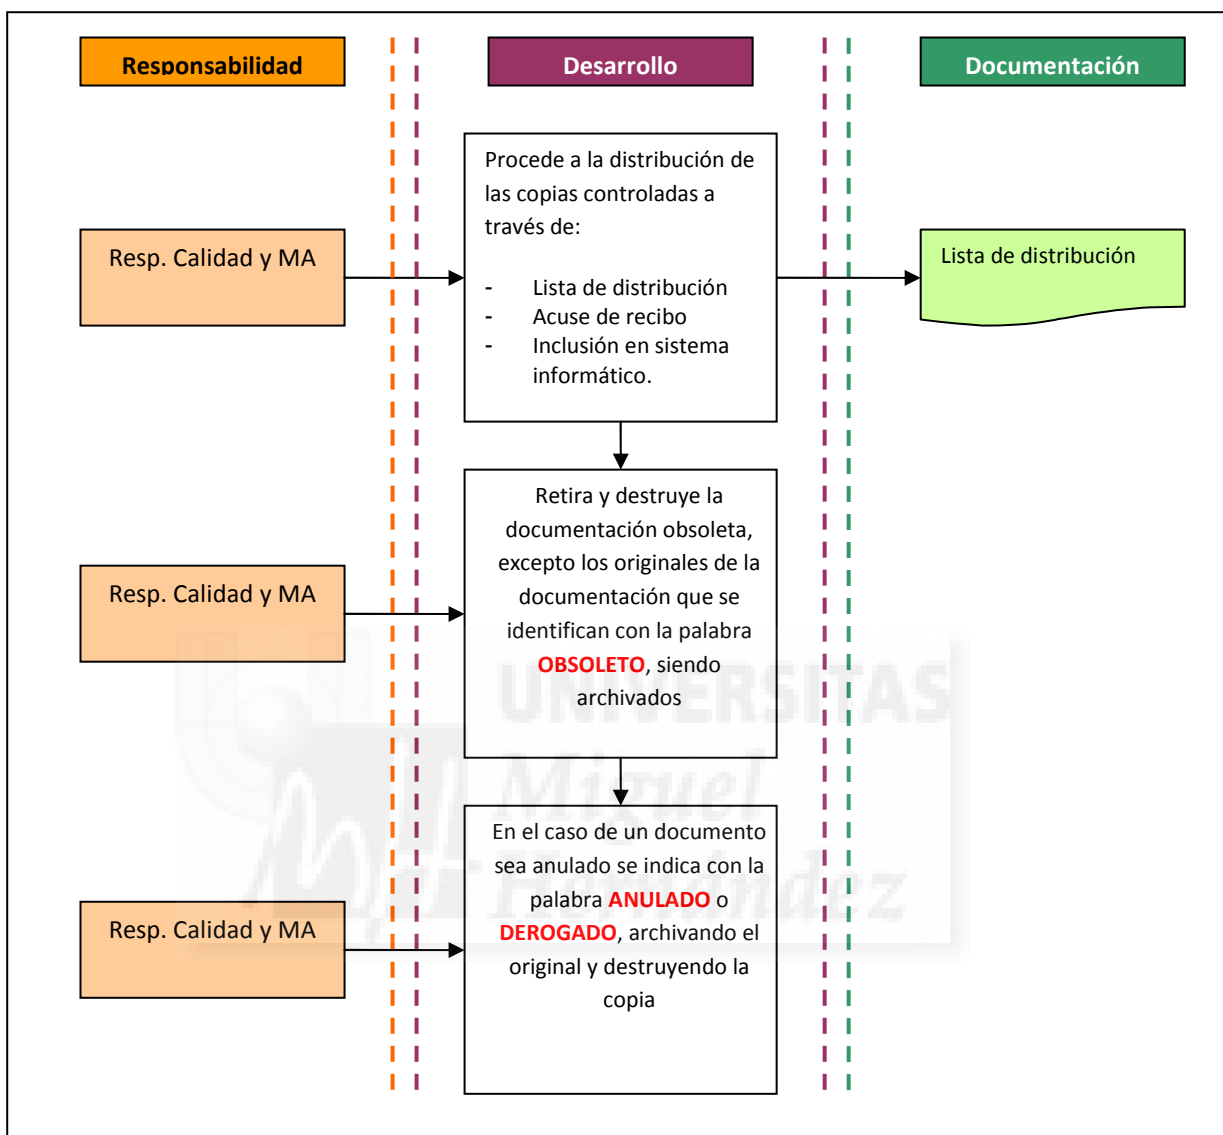 Responsabilidad
Desarrollo
Documentación
Procede a la distribución de
las copias controladas a
través de:
- Lista de distribución
- Acuse de recibo
- Inclusión en sistema
informático.
Resp. Calidad y MA
Lista de distribución
Retira y destruye la
documentación obsoleta,
excepto los originales de la
documentación que se
identifican con la palabra
OBSOLETO, siendo
archivados
Resp. Calidad y MA
En el caso de un documento
sea anulado se indica con la
palabra ANULADO o
DEROGADO, archivando el
original y destruyendo la
copia
Resp. Calidad y MA
UNIVERSITAS
Miguel
Hernández